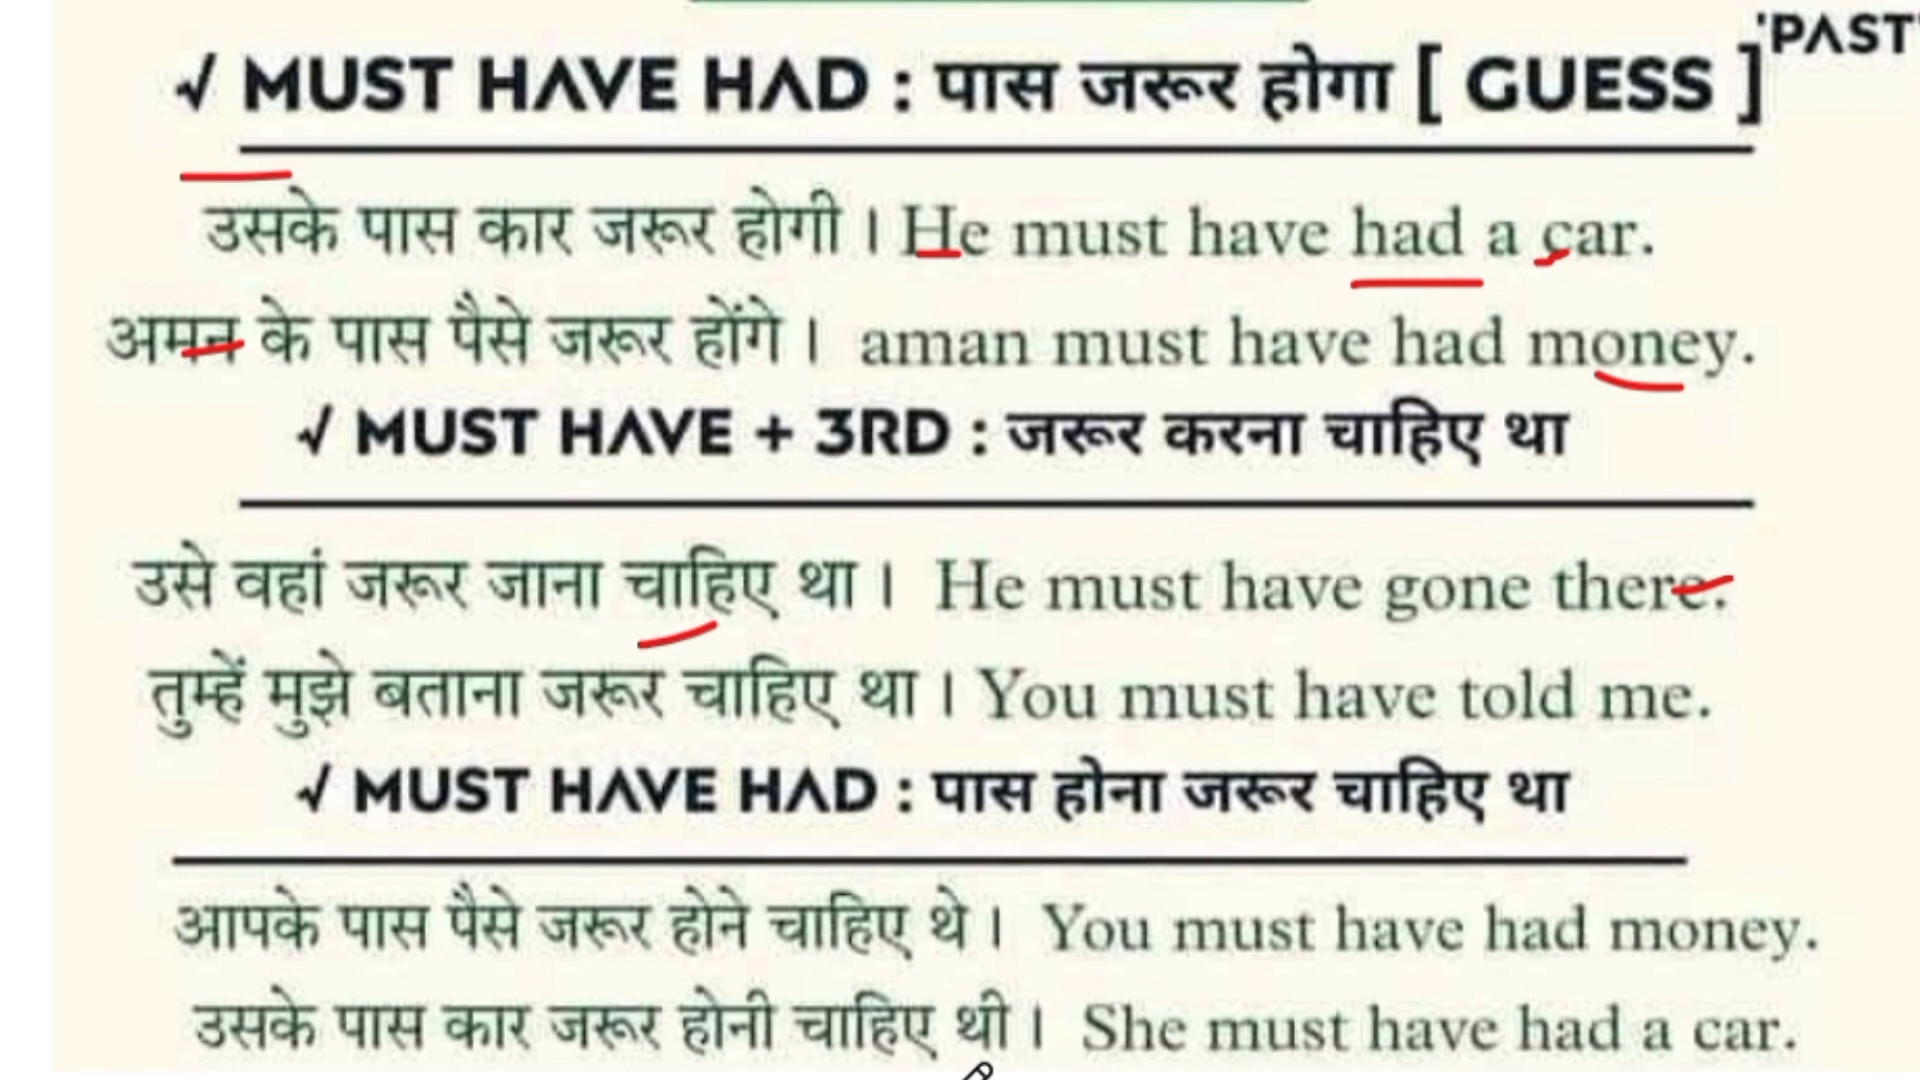 'PAST'
√ MUST HAVE HAD : पास जरूर होगा [ GUESS ]
उसके पास कार जरूर होगी । He must have had a car.
अमन के पास पैसे जरूर होंगे । aman must have had money.
√ MUST HAVE + 3RD : जरूर करना चाहिए था
उसे वहां जरूर जाना चाहिए था । He must have gone there.
तुम्हें मुझे बताना जरूर चाहिए था । You must have told me.
√ MUST HAVE HAD : पास होना जरूर चाहिए था
आपके पास पैसे जरूर होने चाहिए थे । You must have had money.
उसके पास कार जरूर होनी चाहिए थी । She must have had a car.